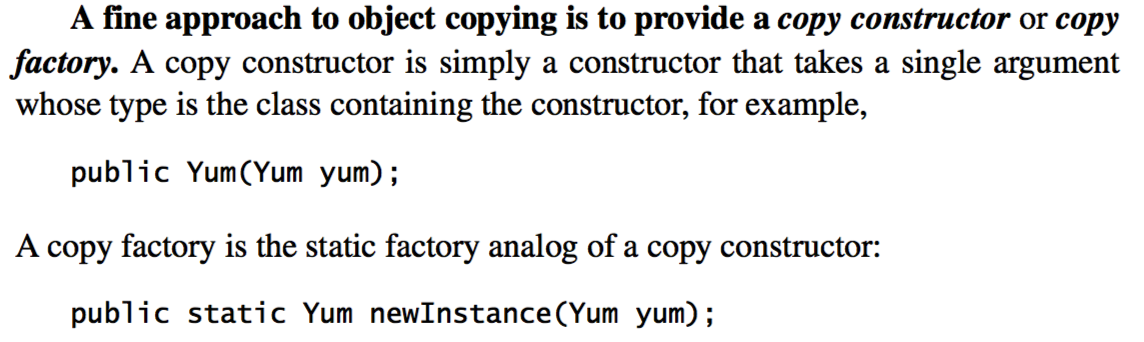 A fine approach to object copying is to provide a copy constructor or copy
factory. A copy constructor is simply a constructor that takes a single argument
whose type is the class containing the constructor, for example,
public Yum(Yum yum);
A copy factory is the static factory analog of a copy constructor:
public static Yum newInstance(Yum yum);